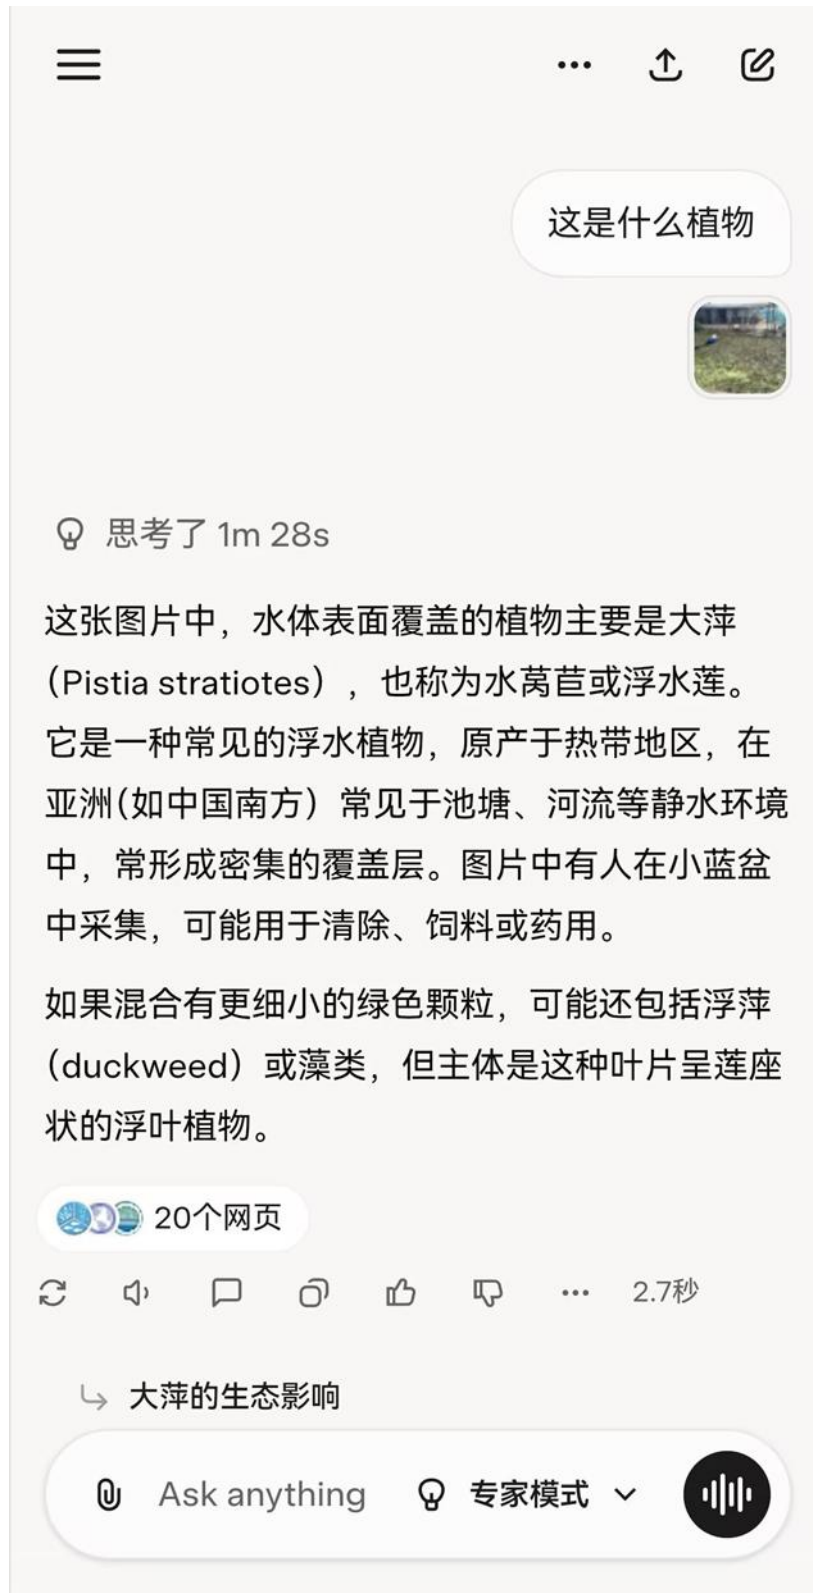 这是什么植物
思考了 1m 28s
这张图片中，水体表面覆盖的植物主要是大萍
（Pistia stratiotes），也称为水莴苣或浮水莲。
它是一种常见的浮水植物，原产于热带地区，在
亚洲(如中国南方）常见于池塘、河流等静水环境
中，常形成密集的覆盖层。图片中有人在小蓝盆
中采集，可能用于清除、饲料或药用。
如果混合有更细小的绿色颗粒，可能还包括浮萍
（duckweed）或藻类，但主体是这种叶片呈莲座
状的浮叶植物。
20个网页
2.7秒
大萍的生态影响
Ask anything 专家模式